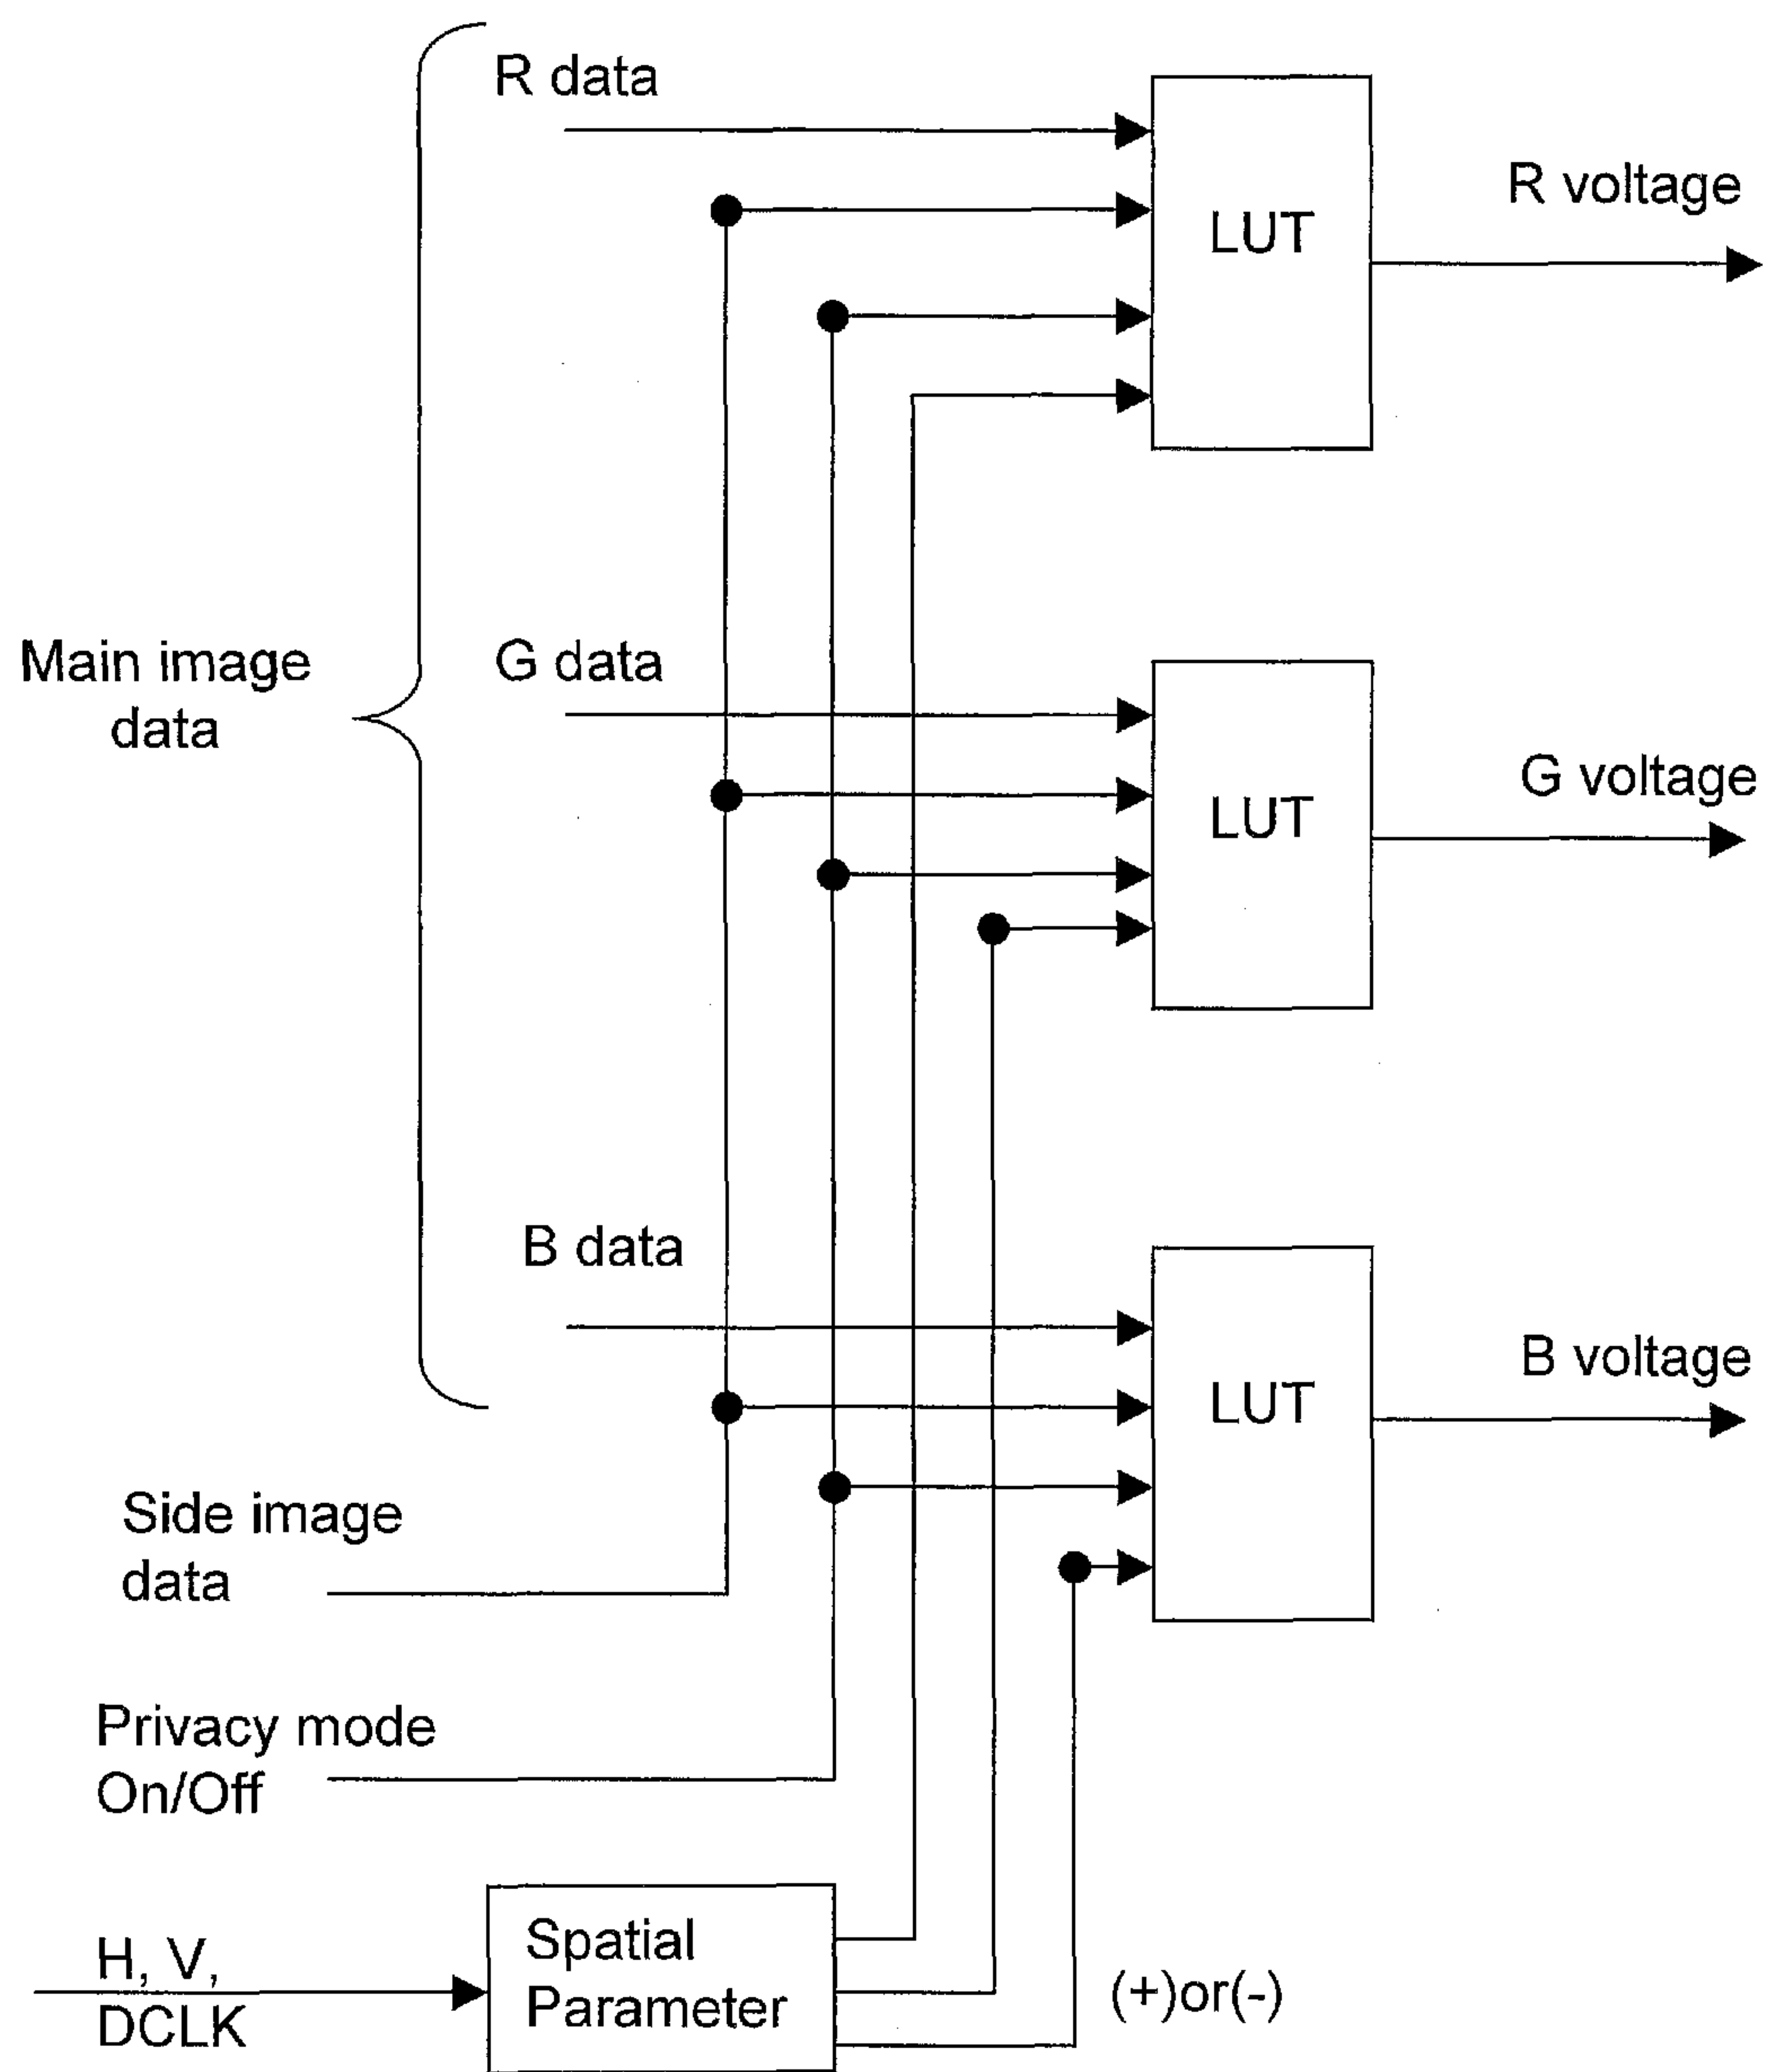 R data
LUT
R voltage
Main image
data
G data
LUT
G voltage
B data
LUT
B voltage
Side image
data
Privacy mode
On/Off
H, V,
DCLK
Spatial
Parameter
(+)or(-)